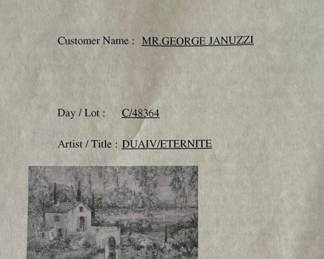 Customer Name : MR.GEORGE JANUZZI
Day / Lot : C/48364
Artist / Title : DUAIV/ETERNITE